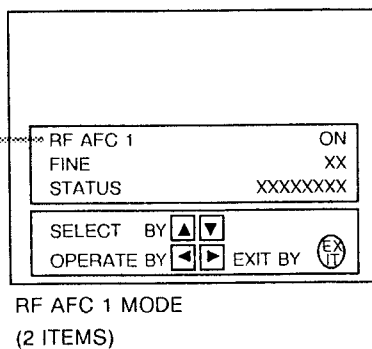 RF AFC 1 ON
FINE XX
STATUS XXXXXXXX
SELECT BY ▲ ▼
OPERATE BY ◄ ► EXIT BY EXIT
RF AFC 1 MODE
(2 ITEMS)